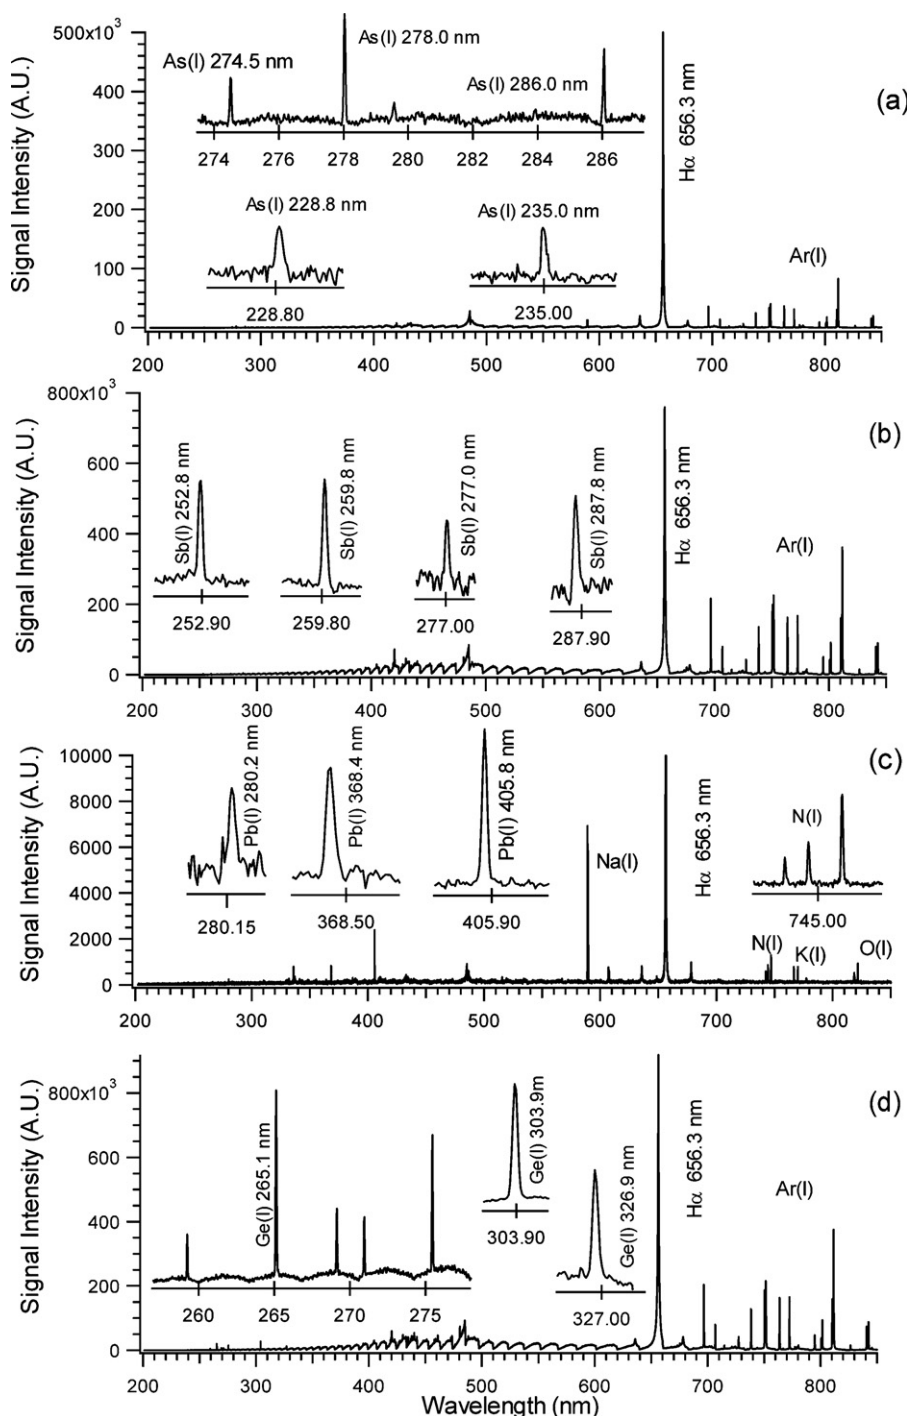 500x10³
As(I) 278.0 nm
As(I) 274.5 nm
As(I) 286.0 nm
(a)
400
300
274 276 278 280 282 284 286
Hα 656.3 nm
200
As(I) 228.8 nm
As(I) 235.0 nm
Ar(I)
100
228.80
235.00
0
200 300 400 500 600 700 800
Signal Intensity (A.U.)
800x10³
(b)
600
Sb(I) 252.8 nm
Sb(I) 259.8 nm
Sb(I) 277.0 nm
Sb(I) 287.8 nm
Hα 656.3 nm
Ar(I)
400
200
252.90
259.80
277.00
287.90
0
200 300 400 500 600 700 800
Signal Intensity (A.U.)
10000
(c)
8000
Pb(I) 280.2 nm
Pb(I) 368.4 nm
Pb(I) 405.8 nm
Na(I)
Hα 656.3 nm
N(I)
6000
4000
280.15
368.50
405.90
745.00
2000
N(I)
K(I)
O(I)
0
200 300 400 500 600 700 800
Signal Intensity (A.U.)
800x10³
(d)
600
Ge(I) 265.1 nm
Ge(I) 303.9m
Ge(I) 326.9 nm
Hα 656.3 nm
Ar(I)
400
303.90
200
260 265 270 275
327.00
0
200 300 400 500 600 700 800
Signal Intensity (A.U.)
Wavelength (nm)